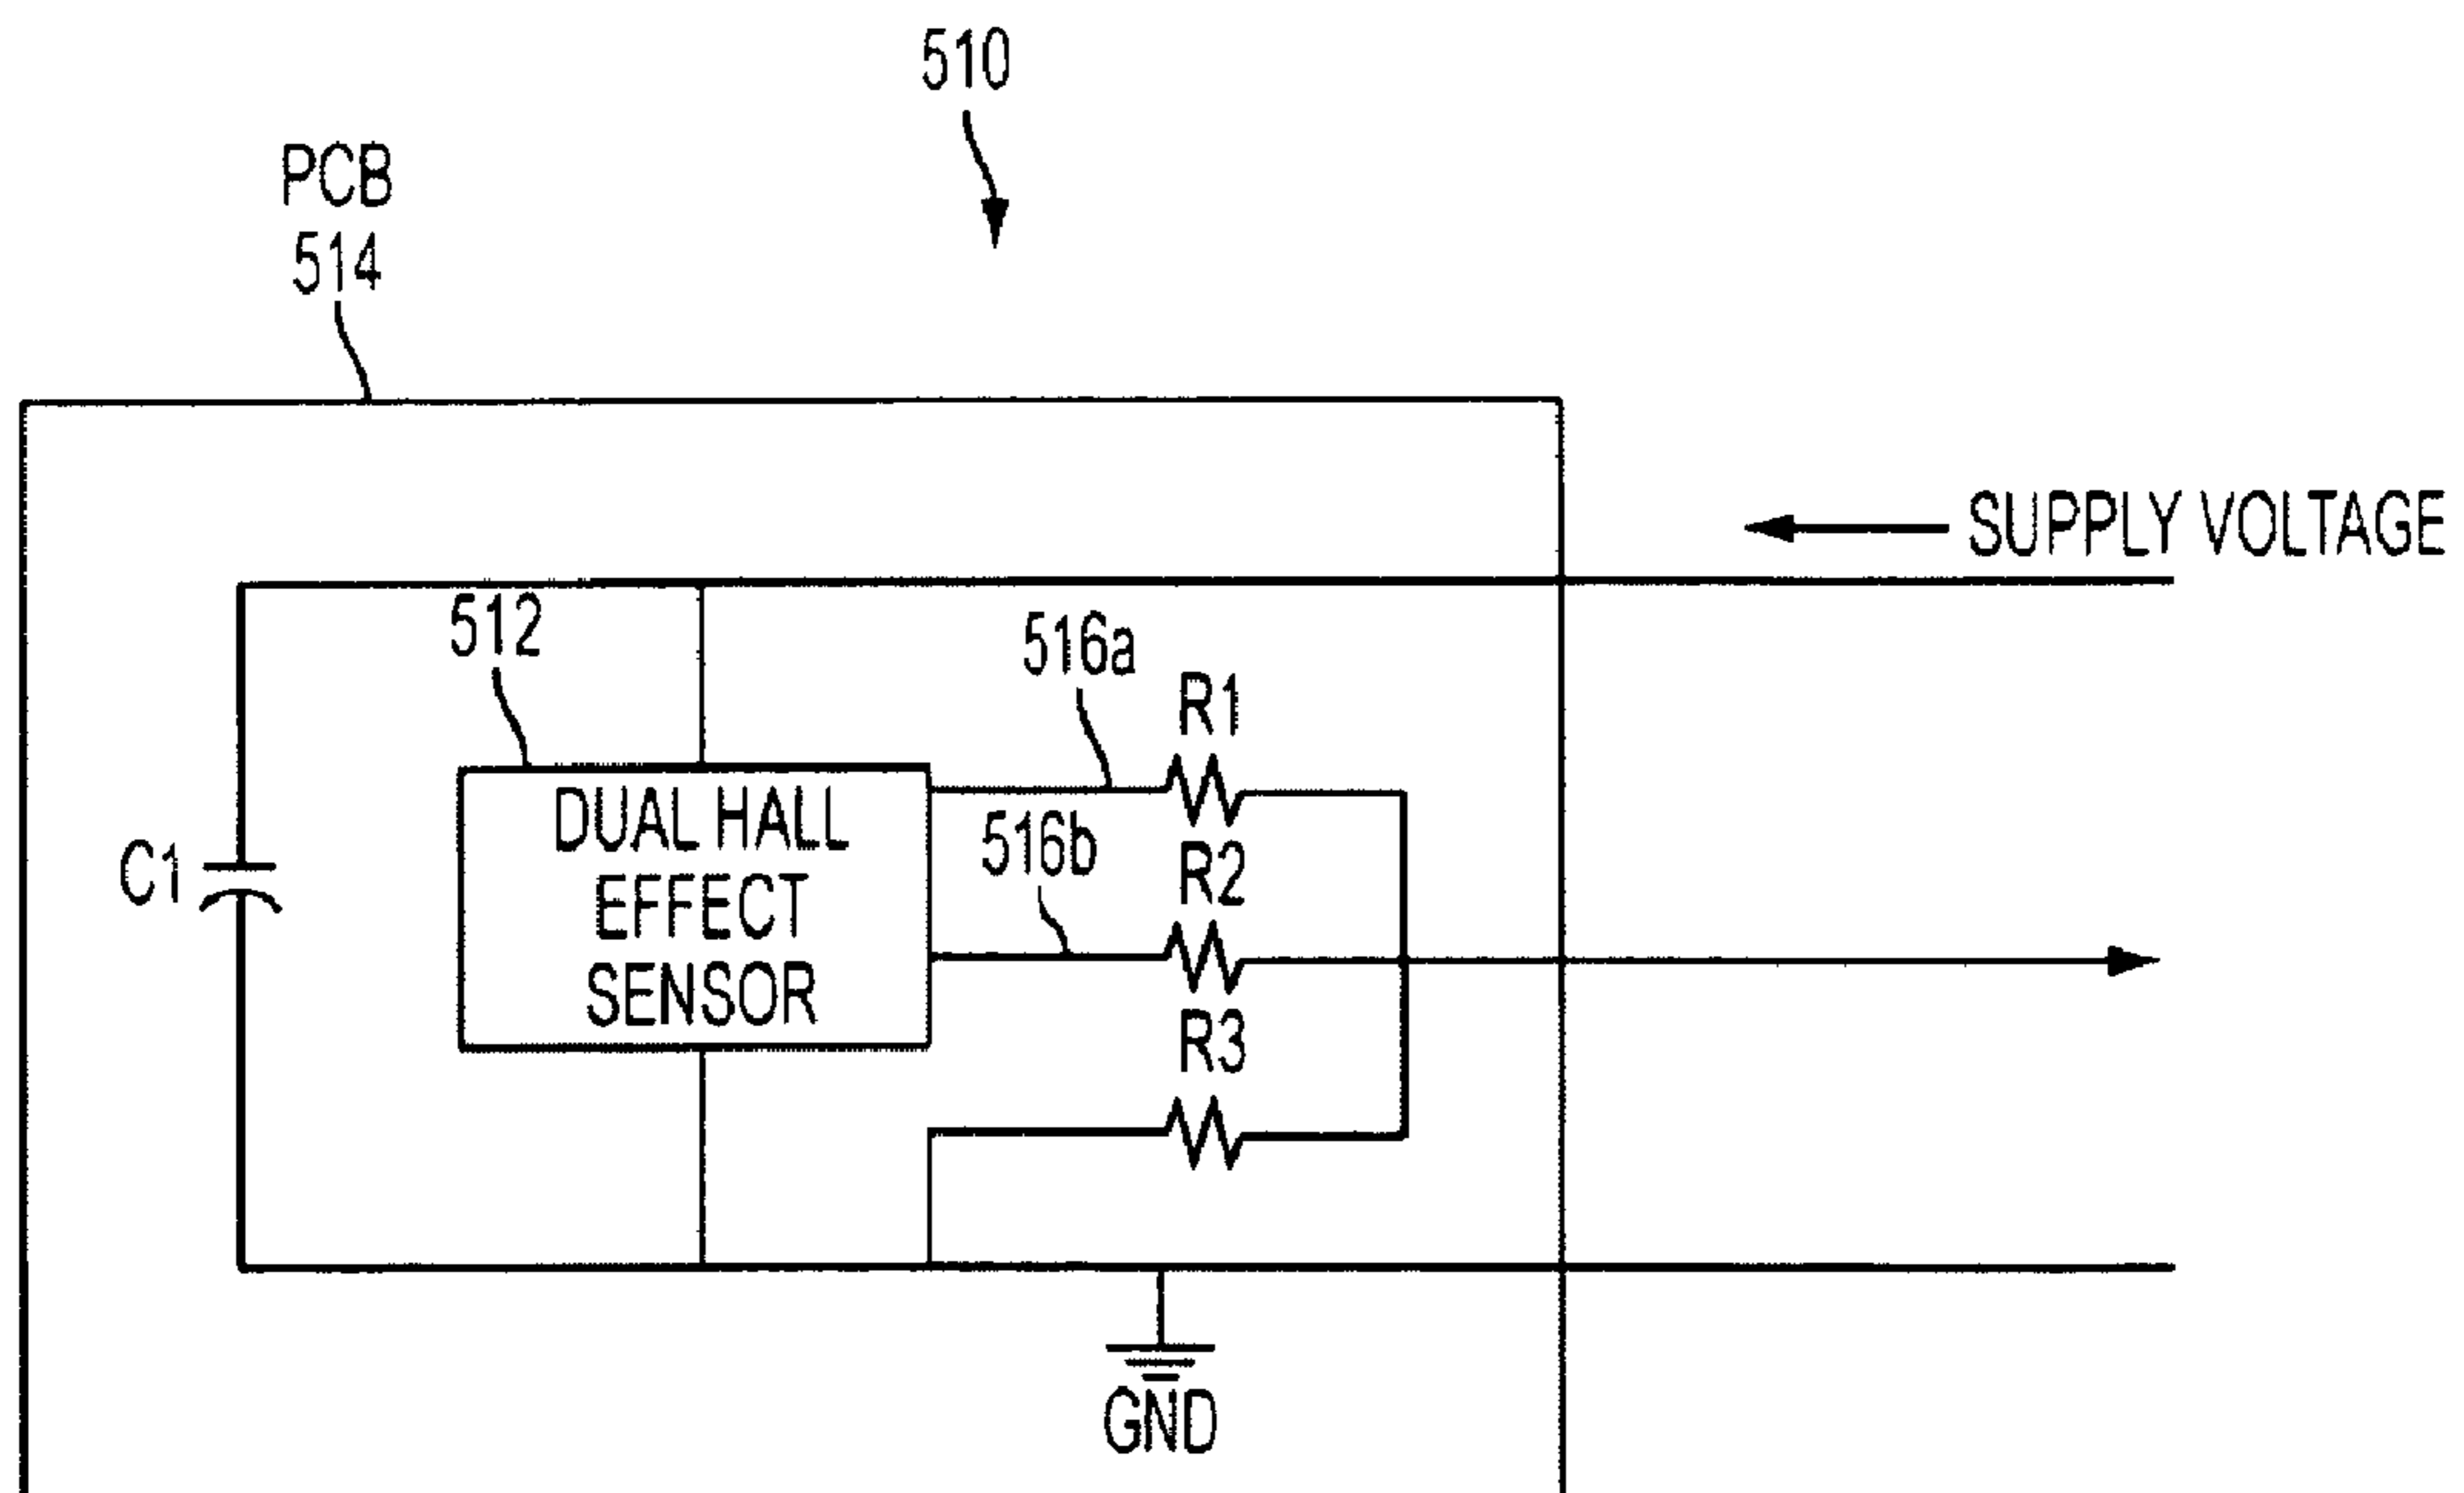 510
PCB
514
SUPPLY VOLTAGE
512
516a
R1
DUAL HALL
EFFECT
SENSOR
516b
R2
C1
R3
GND